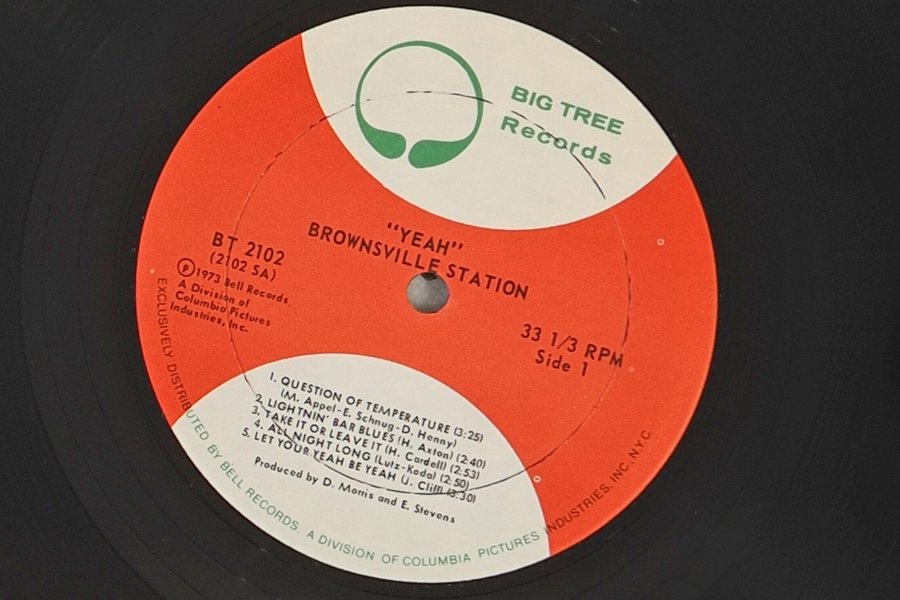 BIG TREE
Records
"YEAH"
BROWNSVILLE STATION
BT 2102
(2102 SA)
Ⓟ 1973 Bell Records
A Division of
Columbia Pictures
Industries, Inc.
33 1/3 RPM
Side 1
1. QUESTION OF TEMPERATURE (3:25)
(M. Appel-E. Schnug-D. Henny)
2. LIGHTNIN' BAR BLUES (H. Axton) (2:40)
3. TAKE IT OR LEAVE IT (H. Cardell) (2:53)
4. ALL NIGHT LONG (Lutz-Koda) (2:50)
5. LET YOUR YEAH BE YEAH (J. Cliff) (3:30)
Produced by D. Morris and E. Stevens
EXCLUSIVELY DISTRIBUTED BY BELL RECORDS, A DIVISION OF COLUMBIA PICTURES INDUSTRIES, INC., N.Y.C.